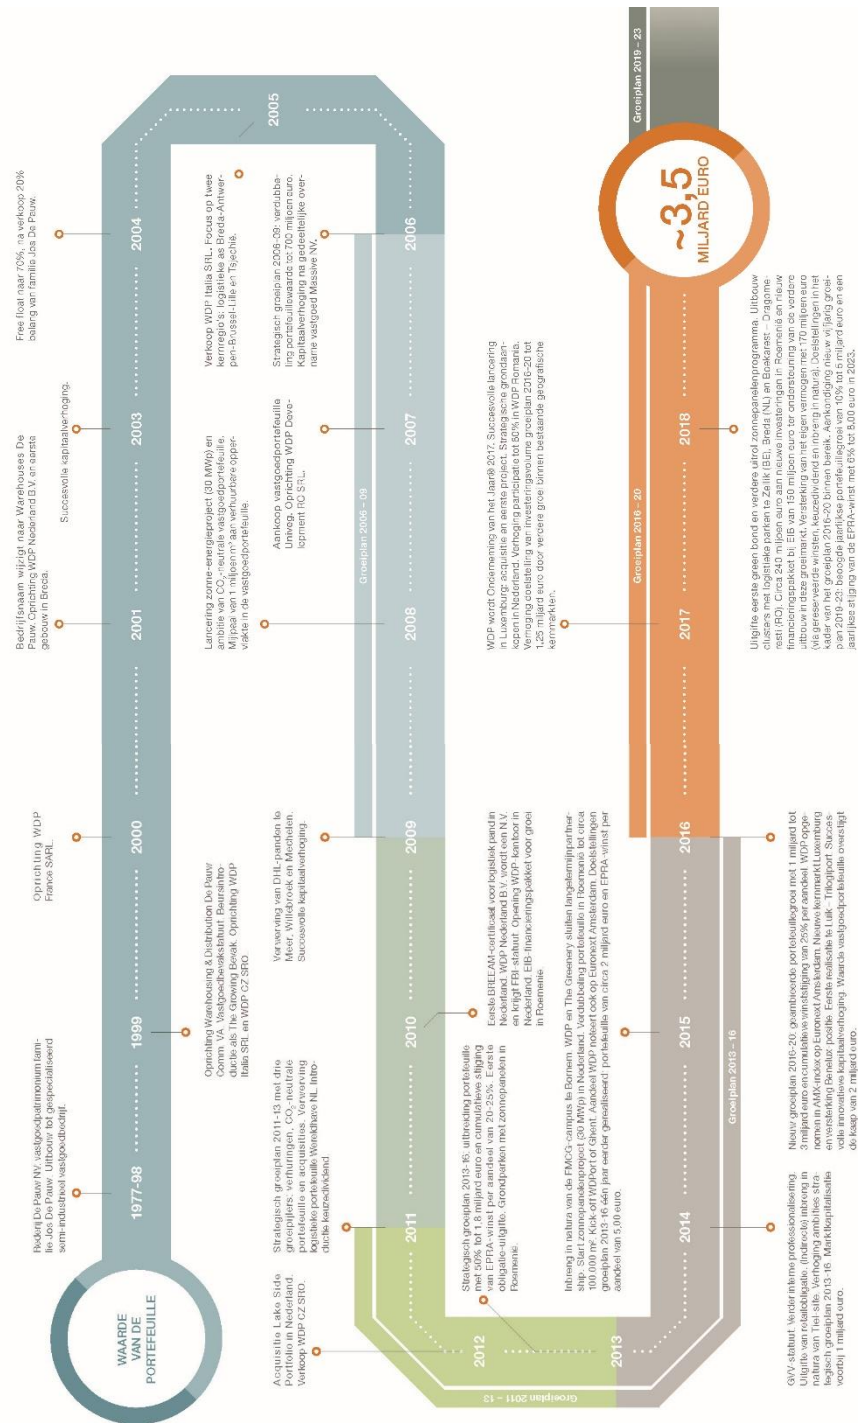 WAARDE
VAN DE
PORTEFEUILLE
1977-98
Rederij De Pauw NV, vastgoedpatrimonium fami-
lie Jos De Pauw. Uitbouw tot gespecialiseerd
semi-industrieel vastgoedbedrijf.
1999
Oprichting Warehousing & Distribution De Pauw
Comm. VA. Vastgoedbevakstatuut. Beursintro-
ductie als The Growing Bevak. Oprichting WDP
Italia SRL en WDP CZ SRO.
2000
Oprichting WDP
France SARL.
2001
Bedrijfsnaam wijzigt naar Warehouses De
Pauw. Oprichting WDP Nederland B.V. en eerste
gebouw in Breda.
2003
Succesvolle kapitaalverhoging.
2004
Free float naar 70%, na verkoop 20%
belang van familie Jos De Pauw.
2005
Verkoop WDP Italia SRL. Focus op twee
kernregio's: logistieke as Breda-Antwer-
pen-Brussel-Lille en Tsjechië.
2006
Strategisch groeiplan 2006-09: verdubbe-
ling portefeuillewaarde tot 700 miljoen euro.
Kapitaalverhoging na gedeeltelijke over-
name vastgoed Massive NV.
Groeiplan 2006 – 09
2007
Aankoop vastgoedportefeuille
Univeg. Oprichting WDP Deve-
lopment RO SRL.
2008
Lancering zonne-energieproject (30 MWp) en
ambitie van CO₂-neutrale vastgoedportefeuille.
Mijlpaal van 1 miljoen m² aan verhuurbare opper-
vlakte in de vastgoedportefeuille.
2009
Verwerving van DHL-panden te
Meer, Willebroek en Mechelen.
Succesvolle kapitaalverhoging.
2010
Eerste BREEAM-certificaat voor logistiek pand in
Nederland. WDP Nederland B.V. wordt een N.V.
en krijgt FBI-statuut. Opening WDP-kantoor in
Nederland. EIB-financieringspakket voor groei
in Roemenië.
2011
Strategisch groeiplan 2011-13 met drie
groeipijlers: verhuringen, CO₂-neutrale
portefeuille en acquisities. Verwerving
logistieke portefeuille Wereldhave NL. Intro-
ductie keuzedividend
Groeiplan 2011 – 13
2012
Acquisitie Lake Side
Portfolio in Nederland.
Verkoop WDP CZ SRO.
2013
Strategisch groeiplan 2013-16: uitbreiding portefeuille
met 50% tot 1,8 miljard euro en cumulatieve stijging
van EPRA-winst per aandeel van 20-25%. Eerste
obligatie-uitgifte. Grondparken met zonnepanelen in
Roemenië.
Groeiplan 2013 – 16
2014
GVV-statuut. Verder interne professionalisering.
Uitgifte van retailobligatie. (Indirecte) inbreng in
natura van Tiel-site. Verhoging ambities stra-
tegisch groeiplan 2013-16. Marktkapitalisatie
voorbij 1 miljard euro.
2015
Inbreng in natura van de FMCG-campus te Bornem. WDP en The Greenery sluiten langetermijnpartner-
ship. Start zonnepanelenproject (30 MWp) in Nederland. Verdubbeling portefeuille in Roemenië tot circa
100.000 m². Kick-off WDPort of Ghent. Aandeel WDP noteert ook op Euronext Amsterdam. Doelstellingen
groeiplan 2013-16 één jaar eerder gerealiseerd: portefeuille van circa 2 miljard euro en EPRA-winst per
aandeel van 5,00 euro.
2016
Nieuw groeiplan 2016-20: geambieerde portefeuillegroei met 1 miljard tot
3 miljard euro en cumulatieve winststijging van 25% per aandeel. WDP opge-
nomen in AMX-index op Euronext Amsterdam. Nieuwe kernmarkt Luxemburg
en versterking Benelux-positie. Eerste realisatie te Luik – Trilogiport. Succes-
volle innovatieve kapitaalverhoging. Waarde vastgoedportefeuille overstijgt
de kaap van 2 miljard euro.
Groeiplan 2016 – 20
2017
WDP wordt Onderneming van het Jaar® 2017. Succesvolle lancering
in Luxemburg: acquisitie en eerste project. Strategische grondaan-
kopen in Nederland. Verhoging participatie tot 80% in WDP Romania.
Verhoging doelstelling van investeringsvolume groeiplan 2016-20 tot
1,25 miljard euro door verdere groei binnen bestaande geografische
kernmarkten.
2018
Uitgifte eerste green bond en verdere uitrol zonnepanelenprogramma. Uitbouw
clusters met logistieke parken te Zellik (BE), Breda (NL) en Boekarest – Dragome-
resti (RO). Circa 240 miljoen euro aan nieuwe investeringen in Roemenië en nieuw
financieringspakket bij EIB van 150 miljoen euro ter ondersteuning van de verdere
uitbouw in deze groeimarkt. Versterking van het eigen vermogen met 170 miljoen euro
(via gereserveerde winsten, keuzedividend en inbreng in natura). Doelstellingen in het
kader van het groeiplan 2016-20 binnen bereik. Aankondiging nieuw vijfjarig groei-
plan 2019-23: beoogde jaarlijkse portefeuillegroei van 10% tot 5 miljard euro en een
jaarlijkse stijging van de EPRA-winst met 6% tot 8,00 euro in 2023.
~3,5
MILJARD EURO
Groeiplan 2019 – 23